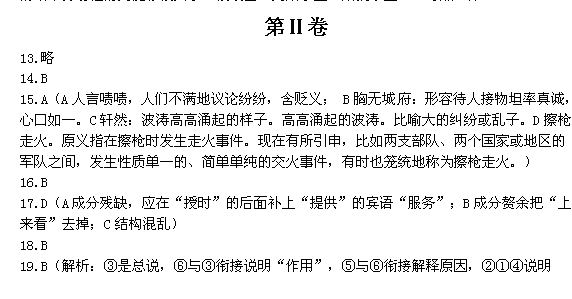 第Ⅱ卷
13.略
14.B
15.A(A人言啧啧,人们不满地议论纷纷,含贬义; B胸无城府:形容待人接物坦率真诚,
心口如一。C轩然:波涛高高涌起的样子。高高涌起的波涛。比喻大的纠纷或乱子。D擦枪
走火。原义指在擦枪时发生走火事件。现在有所引申,比如两支部队、两个国家或地区的
军队之间,发生性质单一的、简单单纯的交火事件,有时也笼统地称为擦枪走火。)
16.B
17.D(A成分残缺,应在“授时”的后面补上“提供”的宾语“服务”;B成分赘余把“上
来看”去掉;C结构混乱)
18.B
19.B(解析:③是总说,⑥与③衔接说明“作用”,⑤与⑥衔接解释原因,②①④说明